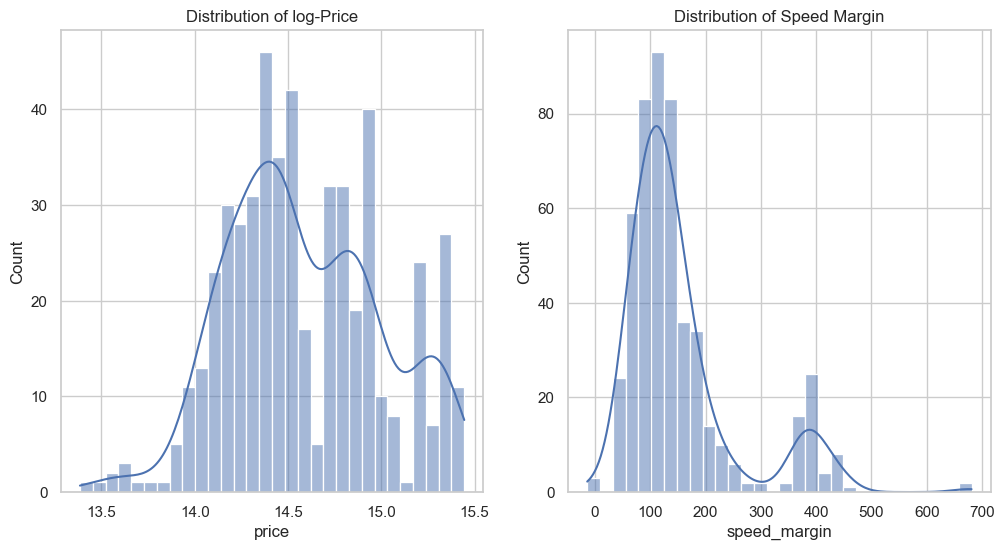 Distribution of log-Price
Count
40
30
20
10
0
13.5 14.0 14.5 15.0 15.5
price
Distribution of Speed Margin
Count
80
60
40
20
0
0 100 200 300 400 500 600 700
speed_margin